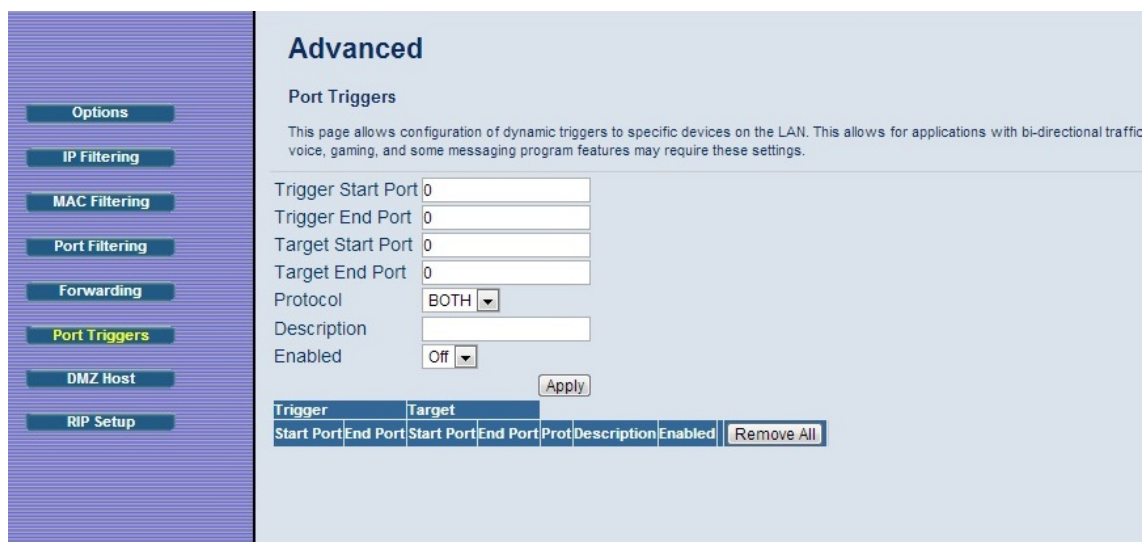 Options
IP Filtering
MAC Filtering
Port Filtering
Forwarding
Port Triggers
DMZ Host
RIP Setup
Advanced
Port Triggers
This page allows configuration of dynamic triggers to specific devices on the LAN. This allows for applications with bi-directional traffic
voice, gaming, and some messaging program features may require these settings.
Trigger Start Port 0
Trigger End Port 0
Target Start Port 0
Target End Port 0
Protocol BOTH
Description
Enabled Off
Apply
Trigger Target
Start Port End Port Start Port End Port Prot Description Enabled Remove All